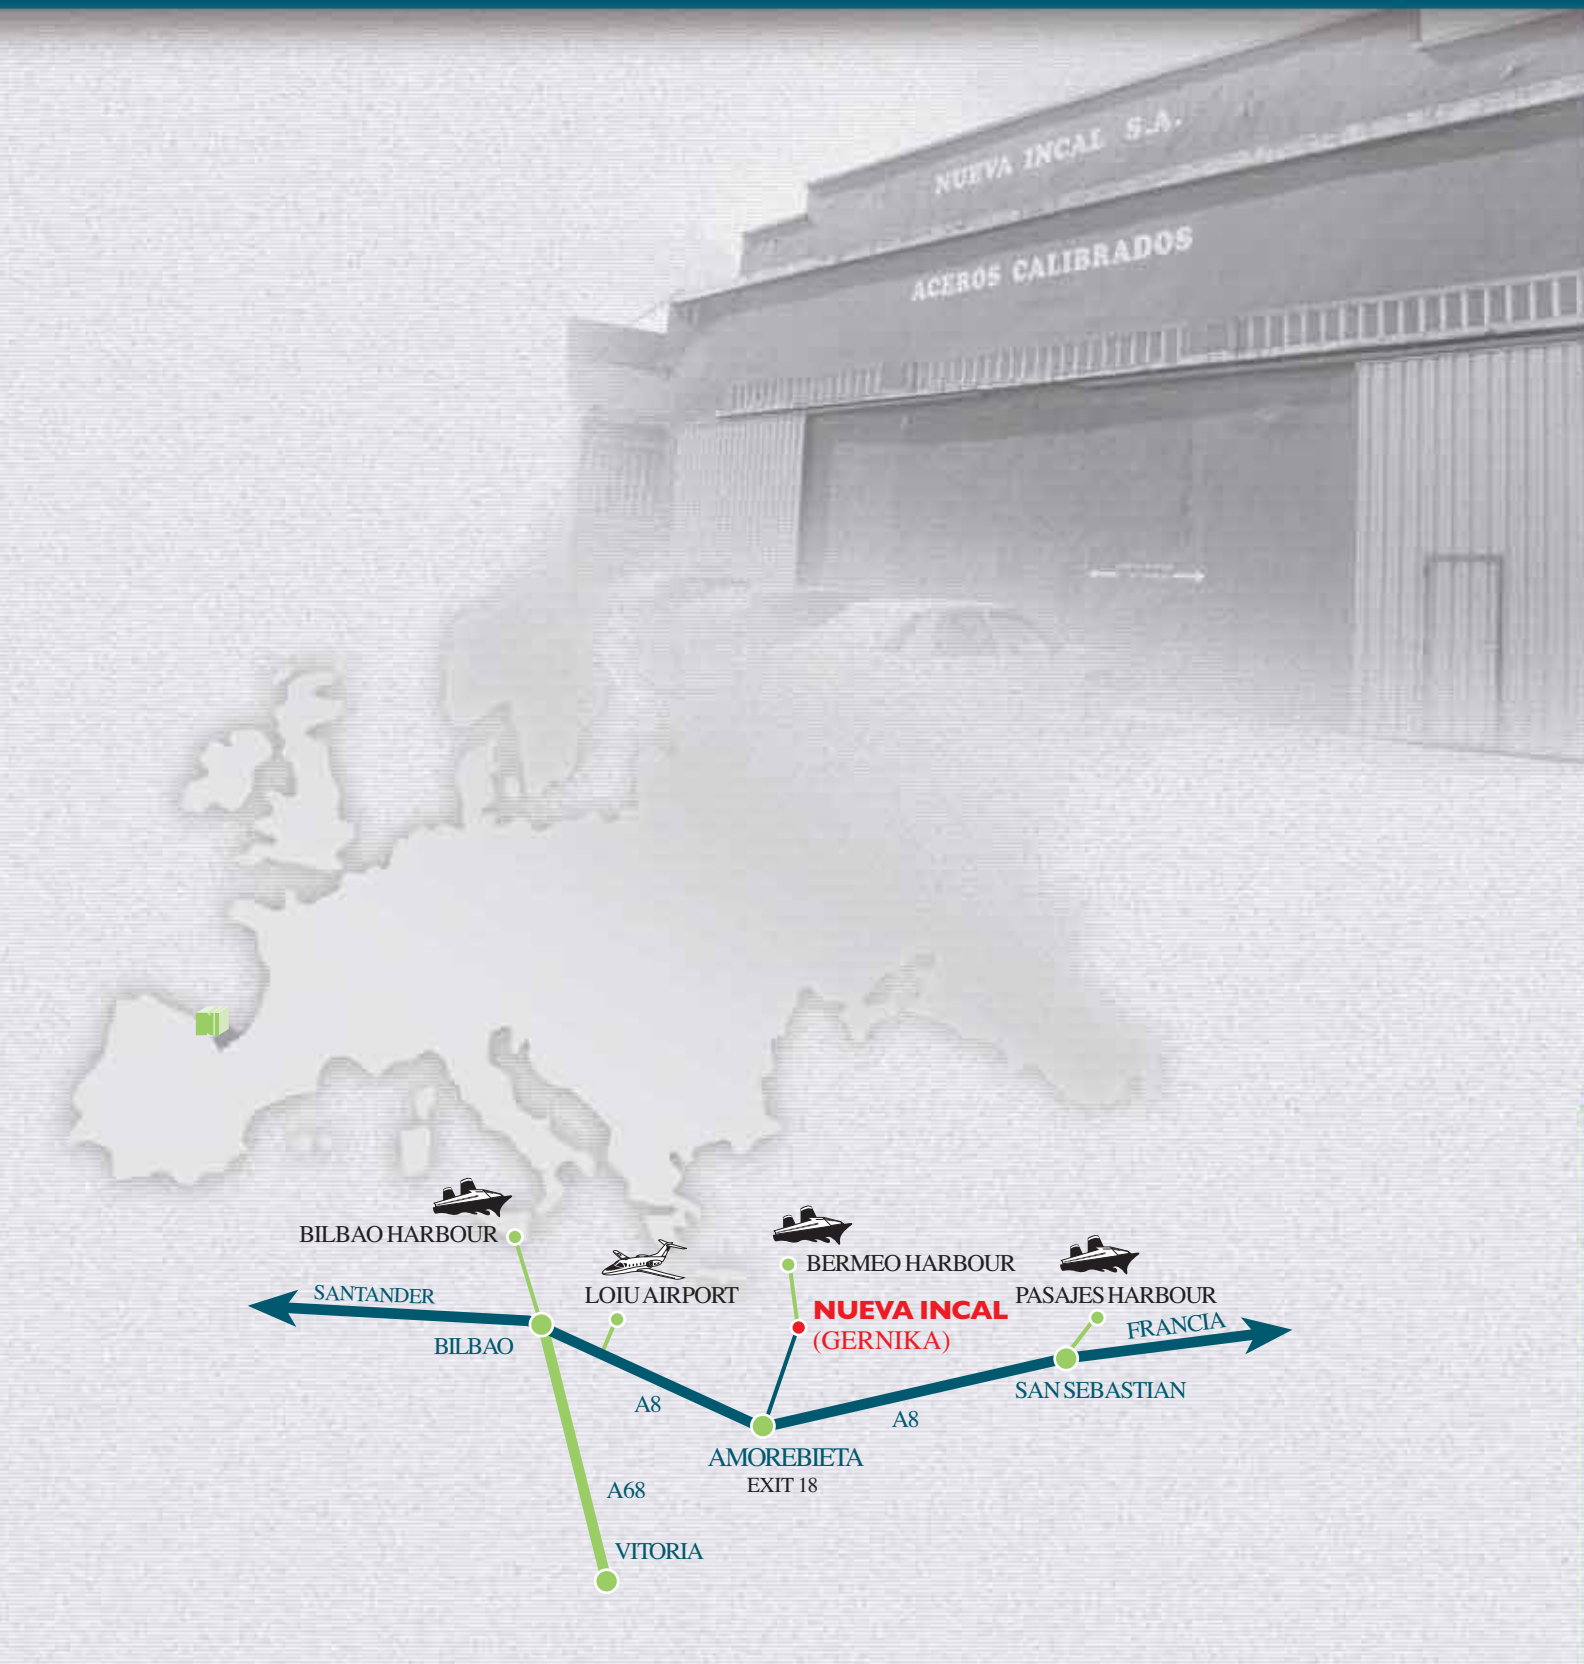 NUEVA INCAL S.A.
ACEROS CALIBRADOS
BILBAO HARBOUR
LOIU AIRPORT
BERMEO HARBOUR
PASAJES HARBOUR
SANTANDER
NUEVA INCAL
(GERNIKA)
FRANCIA
BILBAO
SAN SEBASTIAN
A8
A8
AMOREBIETA
EXIT 18
A68
VITORIA